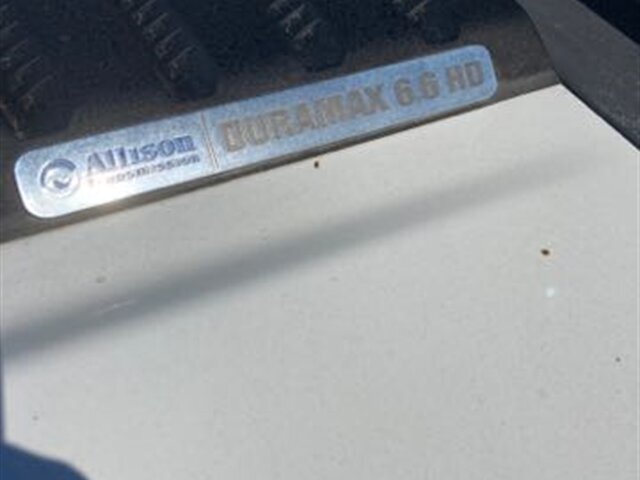 Allison DURAMAX 6.6 HD
Transmission